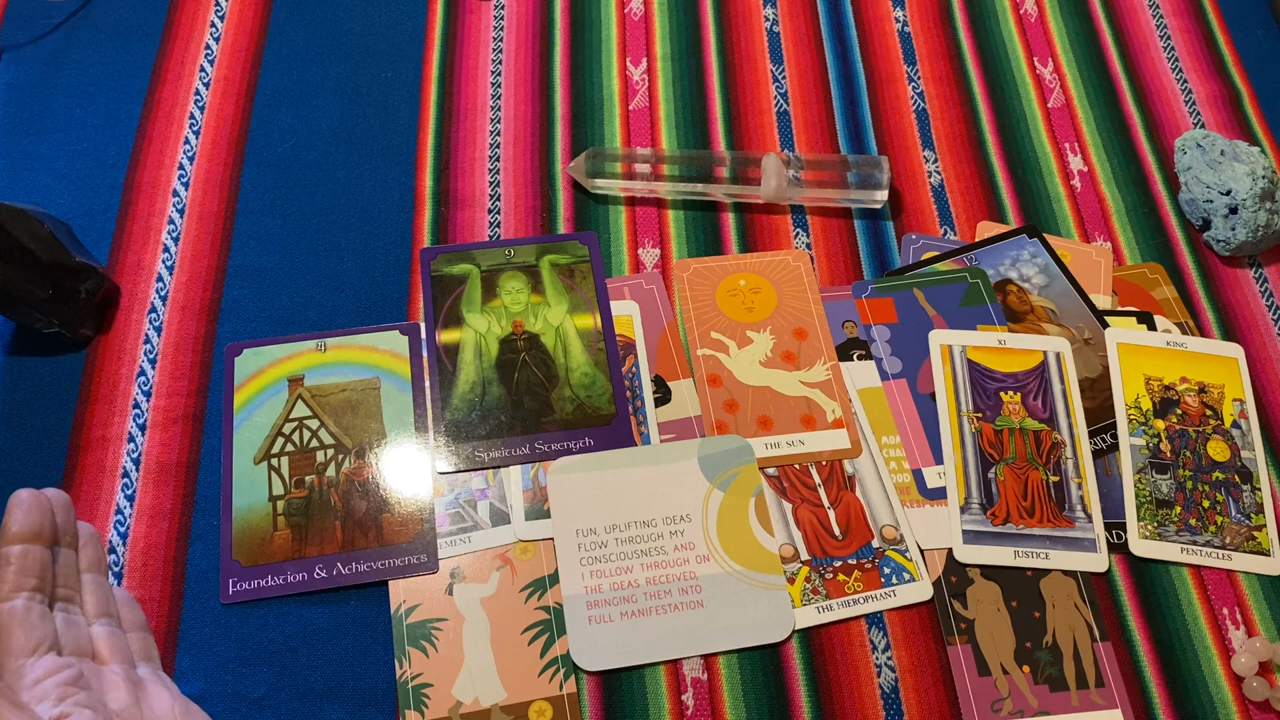 4
Foundation & Achievements
9
Spiritual Strength
EMENT
FUN, UPLIFTING IDEAS
FLOW THROUGH MY
CONSCIOUSNESS, AND
I FOLLOW THROUGH ON
THE IDEAS RECEIVED,
BRINGING THEM INTO
FULL MANIFESTATION.
THE SUN
THE HIEROPHANT
12
XI
JUSTICE
KING
PENTACLES